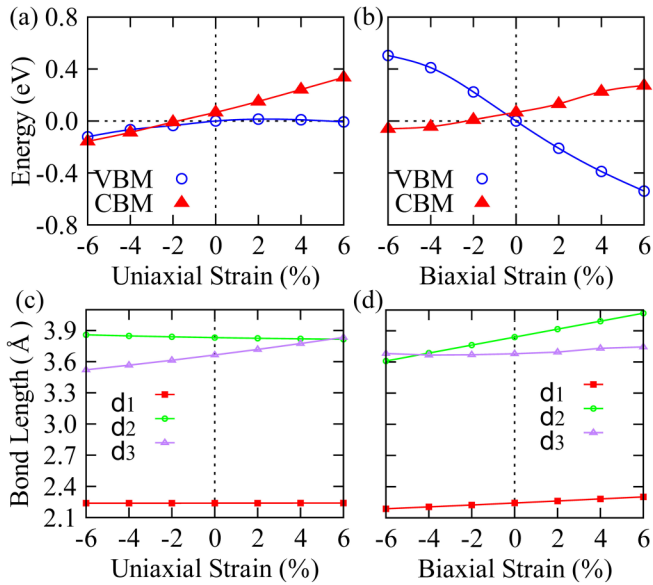 (a)
(b)
0.8
0.4
0.0
-0.4
-0.8
Energy (eV)
VBM
CBM
VBM
CBM
-6 -4 -2 0 2 4 6
-6 -4 -2 0 2 4 6
Uniaxial Strain (%)
Biaxial Strain (%)
(c)
(d)
3.9
3.6
3.3
3.0
2.7
2.4
2.1
Bond Length (Å)
d1
d2
d3
d1
d2
d3
-6 -4 -2 0 2 4 6
-6 -4 -2 0 2 4 6
Uniaxial Strain (%)
Biaxial Strain (%)